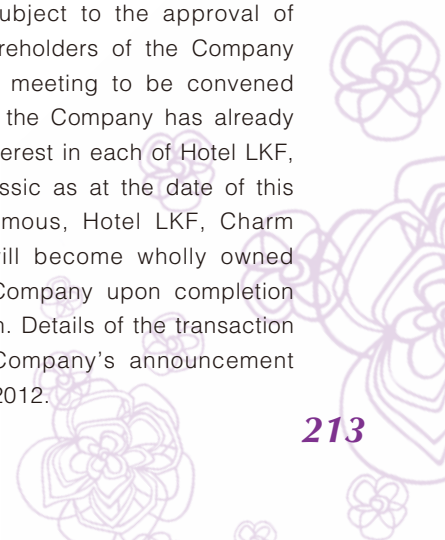 ubject to the approval of
reholders of the Company
meeting to be convened
the Company has already
erest in each of Hotel LKF,
ssic as at the date of this
mous, Hotel LKF, Charm
ill become wholly owned
Company upon completion
n. Details of the transaction
Company's announcement
2012.
213